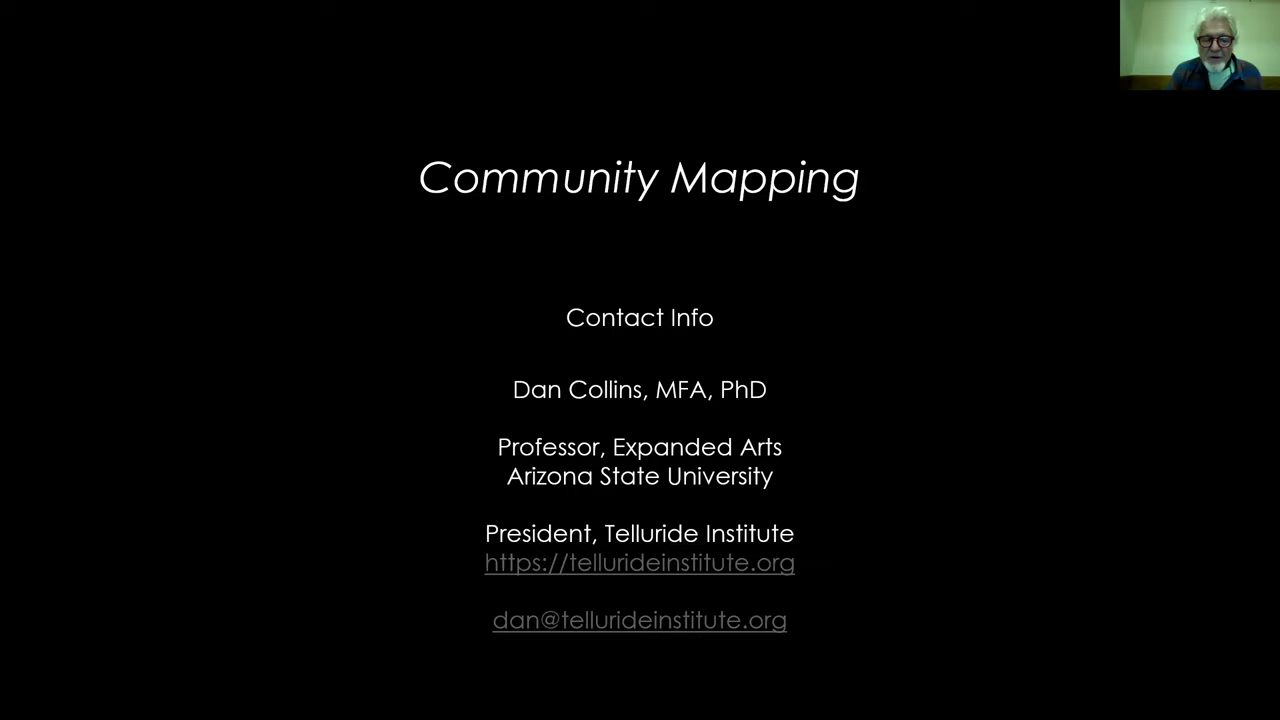 Community Mapping
Contact Info
Dan Collins, MFA, PhD
Professor, Expanded Arts
Arizona State University
President, Telluride Institute
https://tellurideinstitute.org
dan@tellurideinstitute.org